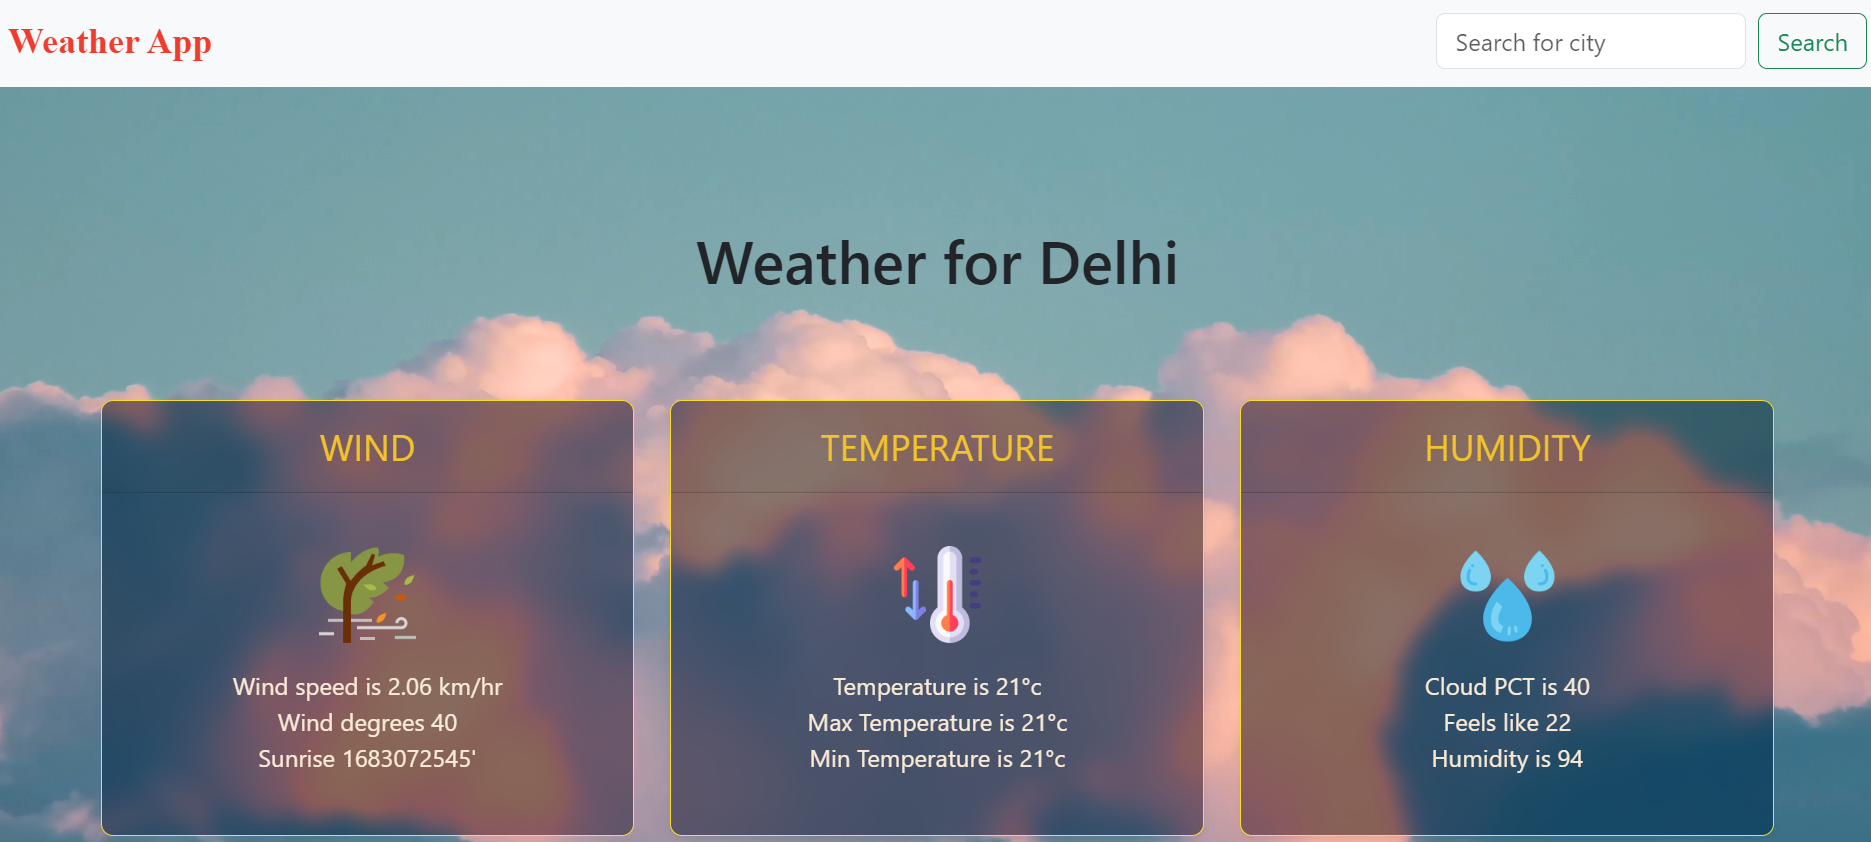 Weather App
Search for city
Search
Weather for Delhi
WIND
Wind speed is 2.06 km/hr
Wind degrees 40
Sunrise 1683072545'
TEMPERATURE
Temperature is 21°c
Max Temperature is 21°c
Min Temperature is 21°c
HUMIDITY
Cloud PCT is 40
Feels like 22
Humidity is 94